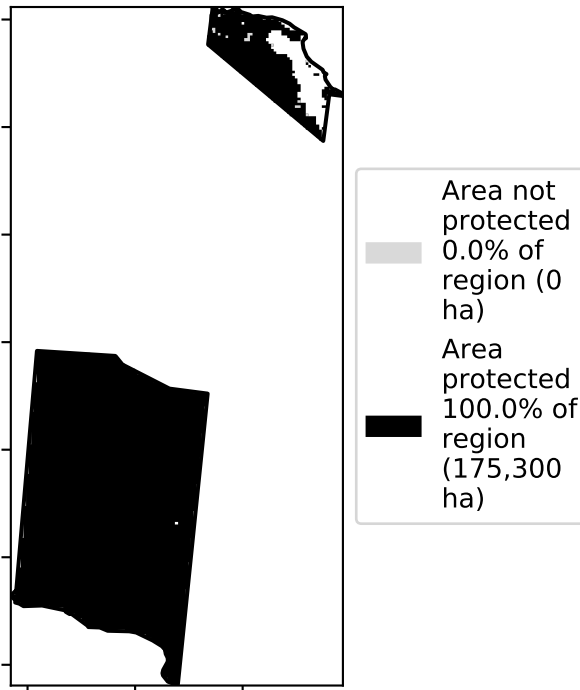 Area not
protected
0.0% of
region (0
ha)
Area
protected
100.0% of
region
(175,300
ha)